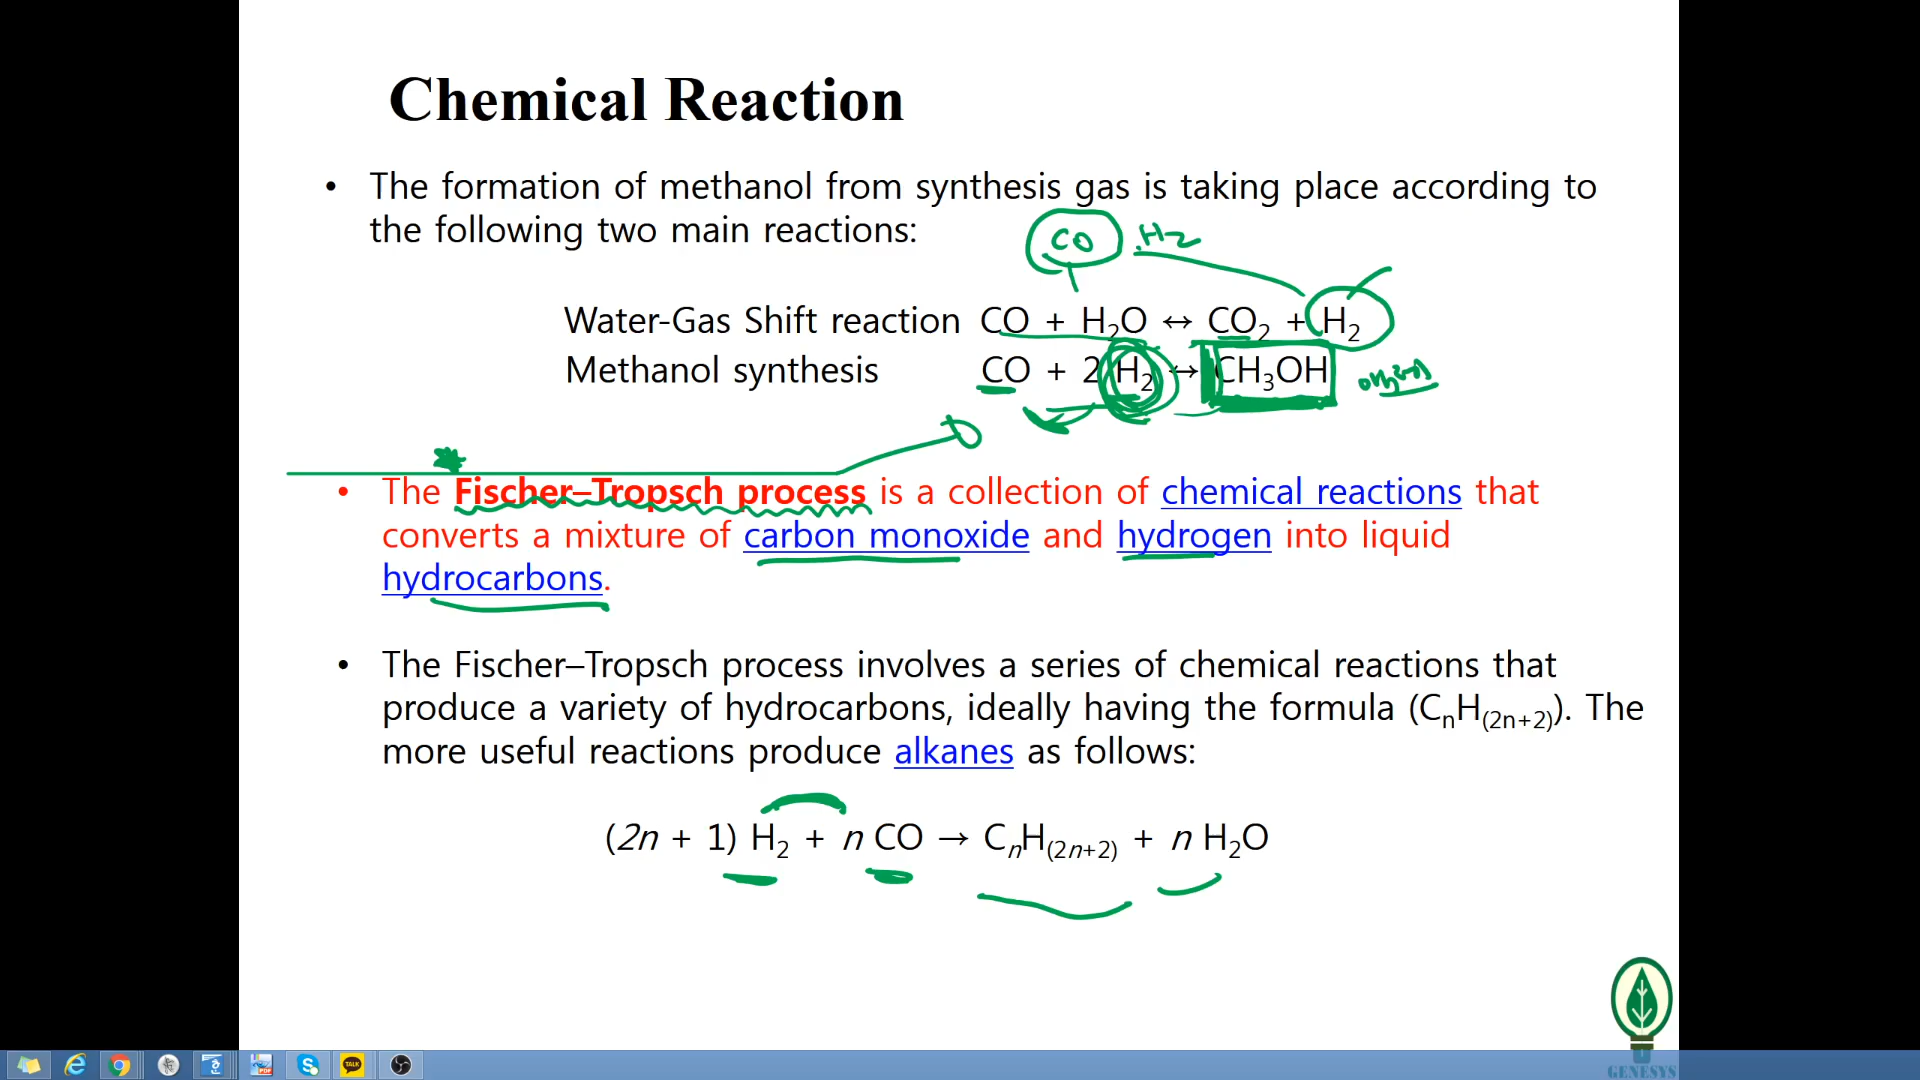 Chemical Reaction
• The formation of methanol from synthesis gas is taking place according to
the following two main reactions:
CO H2
Water-Gas Shift reaction CO + H₂O ↔ CO₂ + H₂
Methanol synthesis CO + 2 H₂ ↔ CH₃OH
• The Fischer–Tropsch process is a collection of chemical reactions that
converts a mixture of carbon monoxide and hydrogen into liquid
hydrocarbons.
• The Fischer–Tropsch process involves a series of chemical reactions that
produce a variety of hydrocarbons, ideally having the formula (CₙH₍₂ₙ₊₂₎). The
more useful reactions produce alkanes as follows:
(2n + 1) H₂ + n CO → CₙH₍₂ₙ₊₂₎ + n H₂O
TALK
PDF
GENESYS